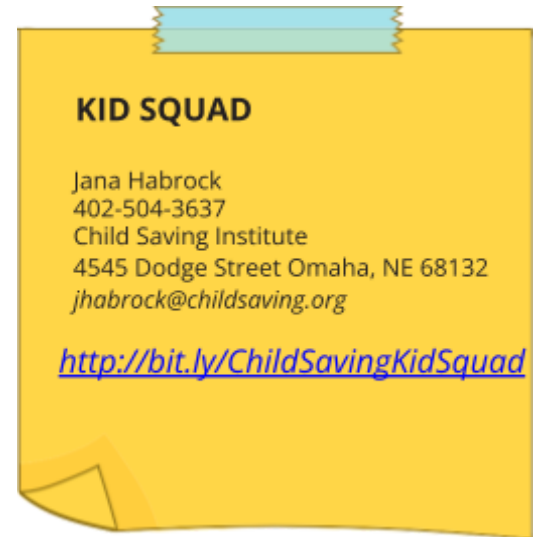 KID SQUAD
Jana Habrock
402-504-3637
Child Saving Institute
4545 Dodge Street Omaha, NE 68132
jhabrock@childsaving.org
http://bit.ly/ChildSavingKidSquad